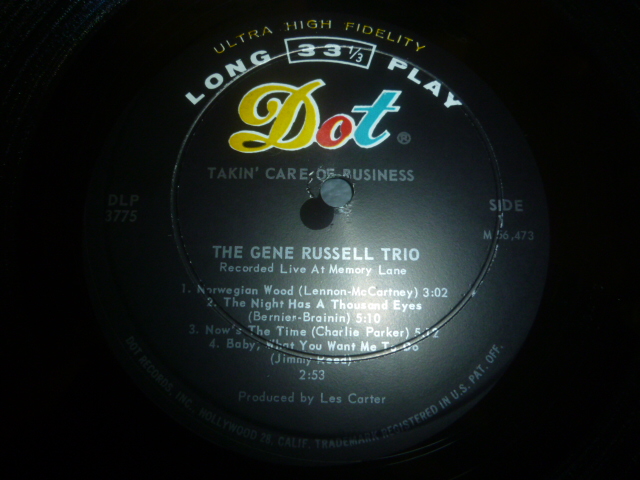 ULTRA HIGH FIDELITY
LONG 33 1/3 PLAY
Dot®
TAKIN' CARE OF BUSINESS
DLP
3775
SIDE
M 56,473
THE GENE RUSSELL TRIO
Recorded Live At Memory Lane
1. Norwegian Wood (Lennon-McCartney) 3:02
2. The Night Has A Thousand Eyes
(Bernier-Brainin) 5:10
3. Now's The Time (Charlie Parker) 5:12
4. Baby, What You Want Me To Do
(Jimmy Reed)
2:53
Produced by Les Carter
DOT RECORDS, INC. HOLLYWOOD 28, CALIF. TRADEMARK REGISTERED IN U.S. PAT. OFF.